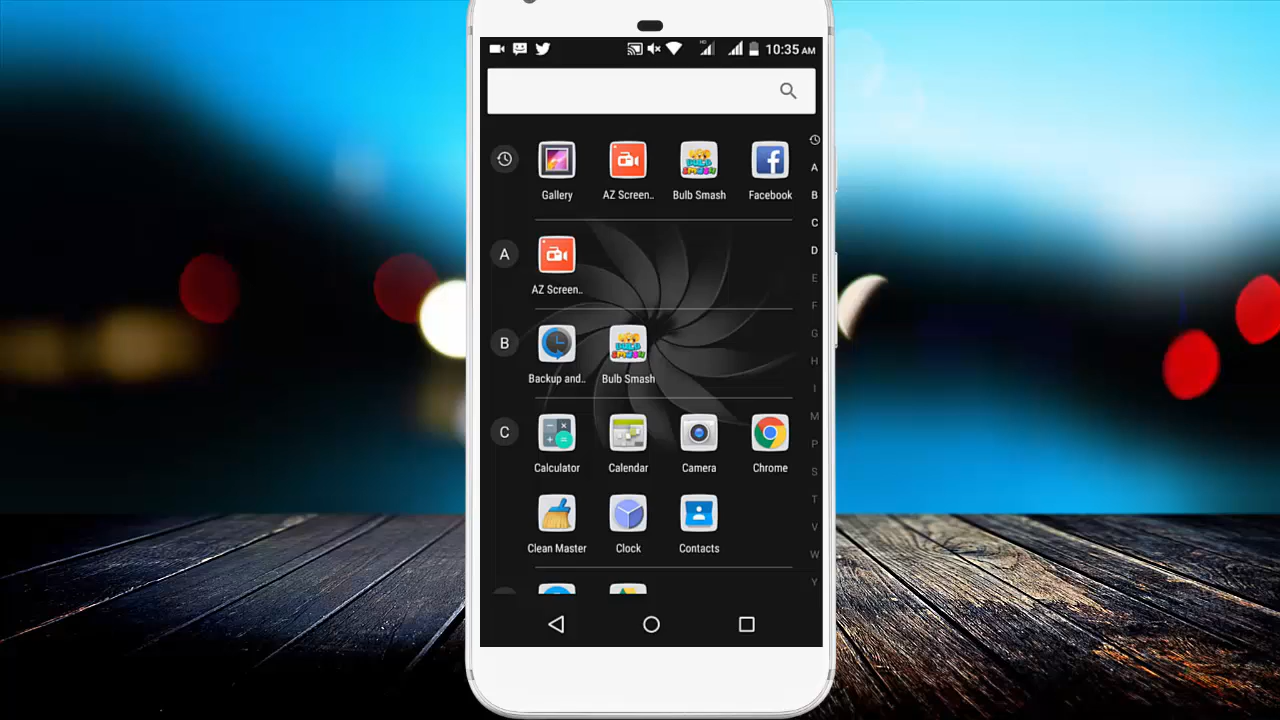 HD 10:35 AM
Gallery AZ Screen.. Bulb Smash Facebook
A
B
C
D
E
F
G
H
I
M
P
S
T
V
W
Y
A
AZ Screen..
B
Backup and.. Bulb Smash
C
Calculator Calendar Camera Chrome
Clean Master Clock Contacts